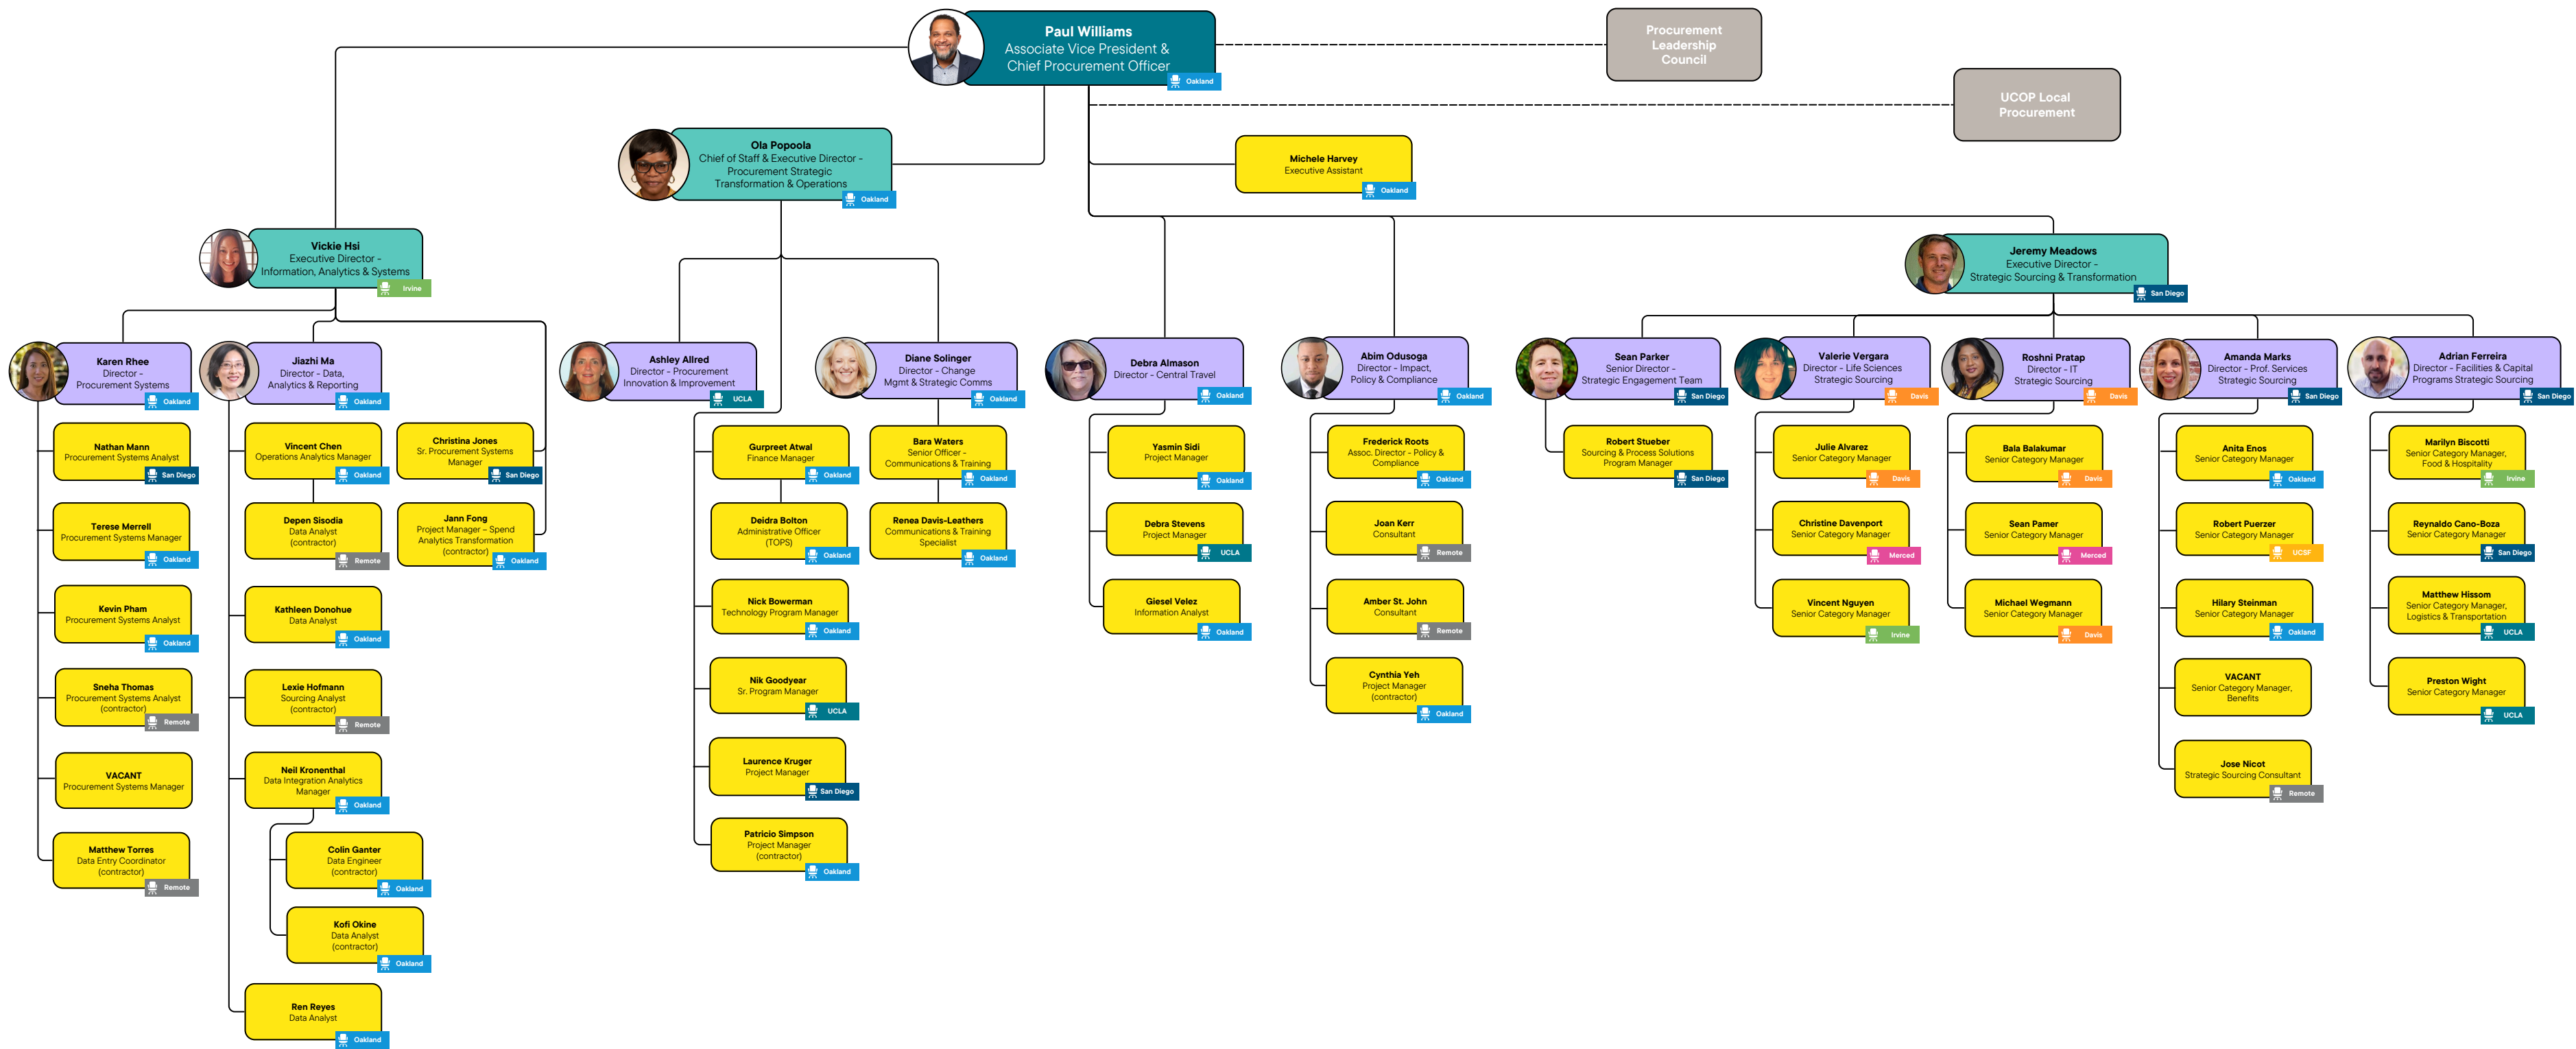 Paul Williams
Associate Vice President &
Chief Procurement Officer
Oakland
Procurement
Leadership
Council
UCOP Local
Procurement
Ola Popoola
Chief of Staff & Executive Director -
Procurement Strategic
Transformation & Operations
Oakland
Michele Harvey
Executive Assistant
Oakland
Vickie Hsi
Executive Director -
Information, Analytics & Systems
Irvine
Jeremy Meadows
Executive Director -
Strategic Sourcing & Transformation
San Diego
Karen Rhee
Director -
Procurement Systems
Oakland
Nathan Mann
Procurement Systems Analyst
San Diego
Terese Merrell
Procurement Systems Manager
Oakland
Kevin Pham
Procurement Systems Analyst
Oakland
Sneha Thomas
Procurement Systems Analyst
(contractor)
Remote
VACANT
Procurement Systems Manager
Matthew Torres
Data Entry Coordinator
(contractor)
Remote
Jiazhi Ma
Director - Data,
Analytics & Reporting
Oakland
Vincent Chen
Operations Analytics Manager
Oakland
Depen Sisodia
Data Analyst
(contractor)
Remote
Kathleen Donohue
Data Analyst
Oakland
Lexie Hofmann
Sourcing Analyst
(contractor)
Remote
Neil Kronenthal
Data Integration Analytics
Manager
Oakland
Colin Ganter
Data Engineer
(contractor)
Oakland
Kofi Okine
Data Analyst
(contractor)
Oakland
Ren Reyes
Data Analyst
Oakland
Christina Jones
Sr. Procurement Systems
Manager
San Diego
Jann Fong
Project Manager – Spend
Analytics Transformation
(contractor)
Oakland
Ashley Allred
Director - Procurement
Innovation & Improvement
UCLA
Gurpreet Atwal
Finance Manager
Oakland
Deidra Bolton
Administrative Officer
(TOPS)
Oakland
Nick Bowerman
Technology Program Manager
Oakland
Nik Goodyear
Sr. Program Manager
UCLA
Laurence Kruger
Project Manager
San Diego
Patricio Simpson
Project Manager
(contractor)
Oakland
Diane Solinger
Director - Change
Mgmt & Strategic Comms
Oakland
Bara Waters
Senior Officer -
Communications & Training
Oakland
Renea Davis-Leathers
Communications & Training
Specialist
Oakland
Debra Almason
Director - Central Travel
Oakland
Yasmin Sidi
Project Manager
Oakland
Debra Stevens
Project Manager
UCLA
Giesel Velez
Information Analyst
Oakland
Abim Odusoga
Director - Impact,
Policy & Compliance
Oakland
Frederick Roots
Assoc. Director - Policy &
Compliance
Oakland
Joan Kerr
Consultant
Remote
Amber St. John
Consultant
Remote
Cynthia Yeh
Project Manager
(contractor)
Oakland
Sean Parker
Senior Director -
Strategic Engagement Team
San Diego
Robert Stueber
Sourcing & Process Solutions
Program Manager
San Diego
Valerie Vergara
Director - Life Sciences
Strategic Sourcing
Davis
Julie Alvarez
Senior Category Manager
Davis
Christine Davenport
Senior Category Manager
Merced
Vincent Nguyen
Senior Category Manager
Irvine
Roshni Pratap
Director - IT
Strategic Sourcing
Davis
Bala Balakumar
Senior Category Manager
Davis
Sean Pamer
Senior Category Manager
Merced
Michael Wegmann
Senior Category Manager
Davis
Amanda Marks
Director - Prof. Services
Strategic Sourcing
San Diego
Anita Enos
Senior Category Manager
Oakland
Robert Puerzer
Senior Category Manager
UCSF
Hilary Steinman
Senior Category Manager
Oakland
VACANT
Senior Category Manager,
Benefits
Jose Nicot
Strategic Sourcing Consultant
Remote
Adrian Ferreira
Director - Facilities & Capital
Programs Strategic Sourcing
San Diego
Marilyn Biscotti
Senior Category Manager,
Food & Hospitality
Irvine
Reynaldo Cano-Boza
Senior Category Manager
San Diego
Matthew Hissom
Senior Category Manager,
Logistics & Transportation
UCLA
Preston Wight
Senior Category Manager
UCLA